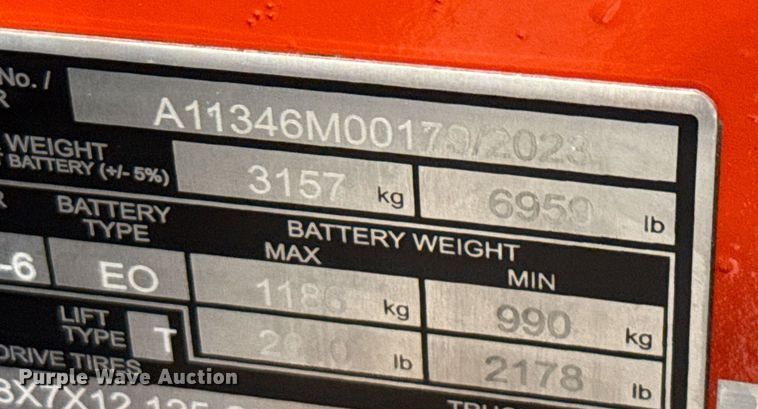 No. /
R
A11346M00179/2023
WEIGHT
BATTERY (+/- 5%)
3157 kg 6959 lb
R BATTERY TYPE
BATTERY WEIGHT
MAX MIN
-6 EO
1186 kg 990 kg
LIFT TYPE T
lb 2178 lb
DRIVE TIRES
Purple Wave Auction